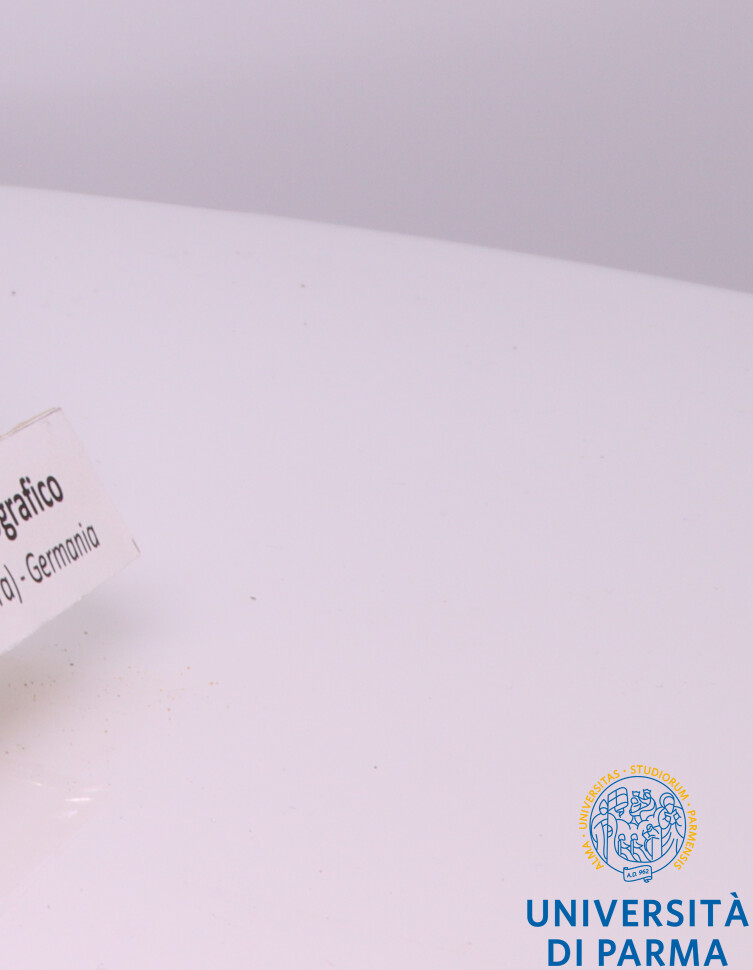 grafico
a) - Germania
ALMA · UNIVERSITAS · STUDIORUM · PARMENSIS
A.D. 962
UNIVERSITÀ
DI PARMA